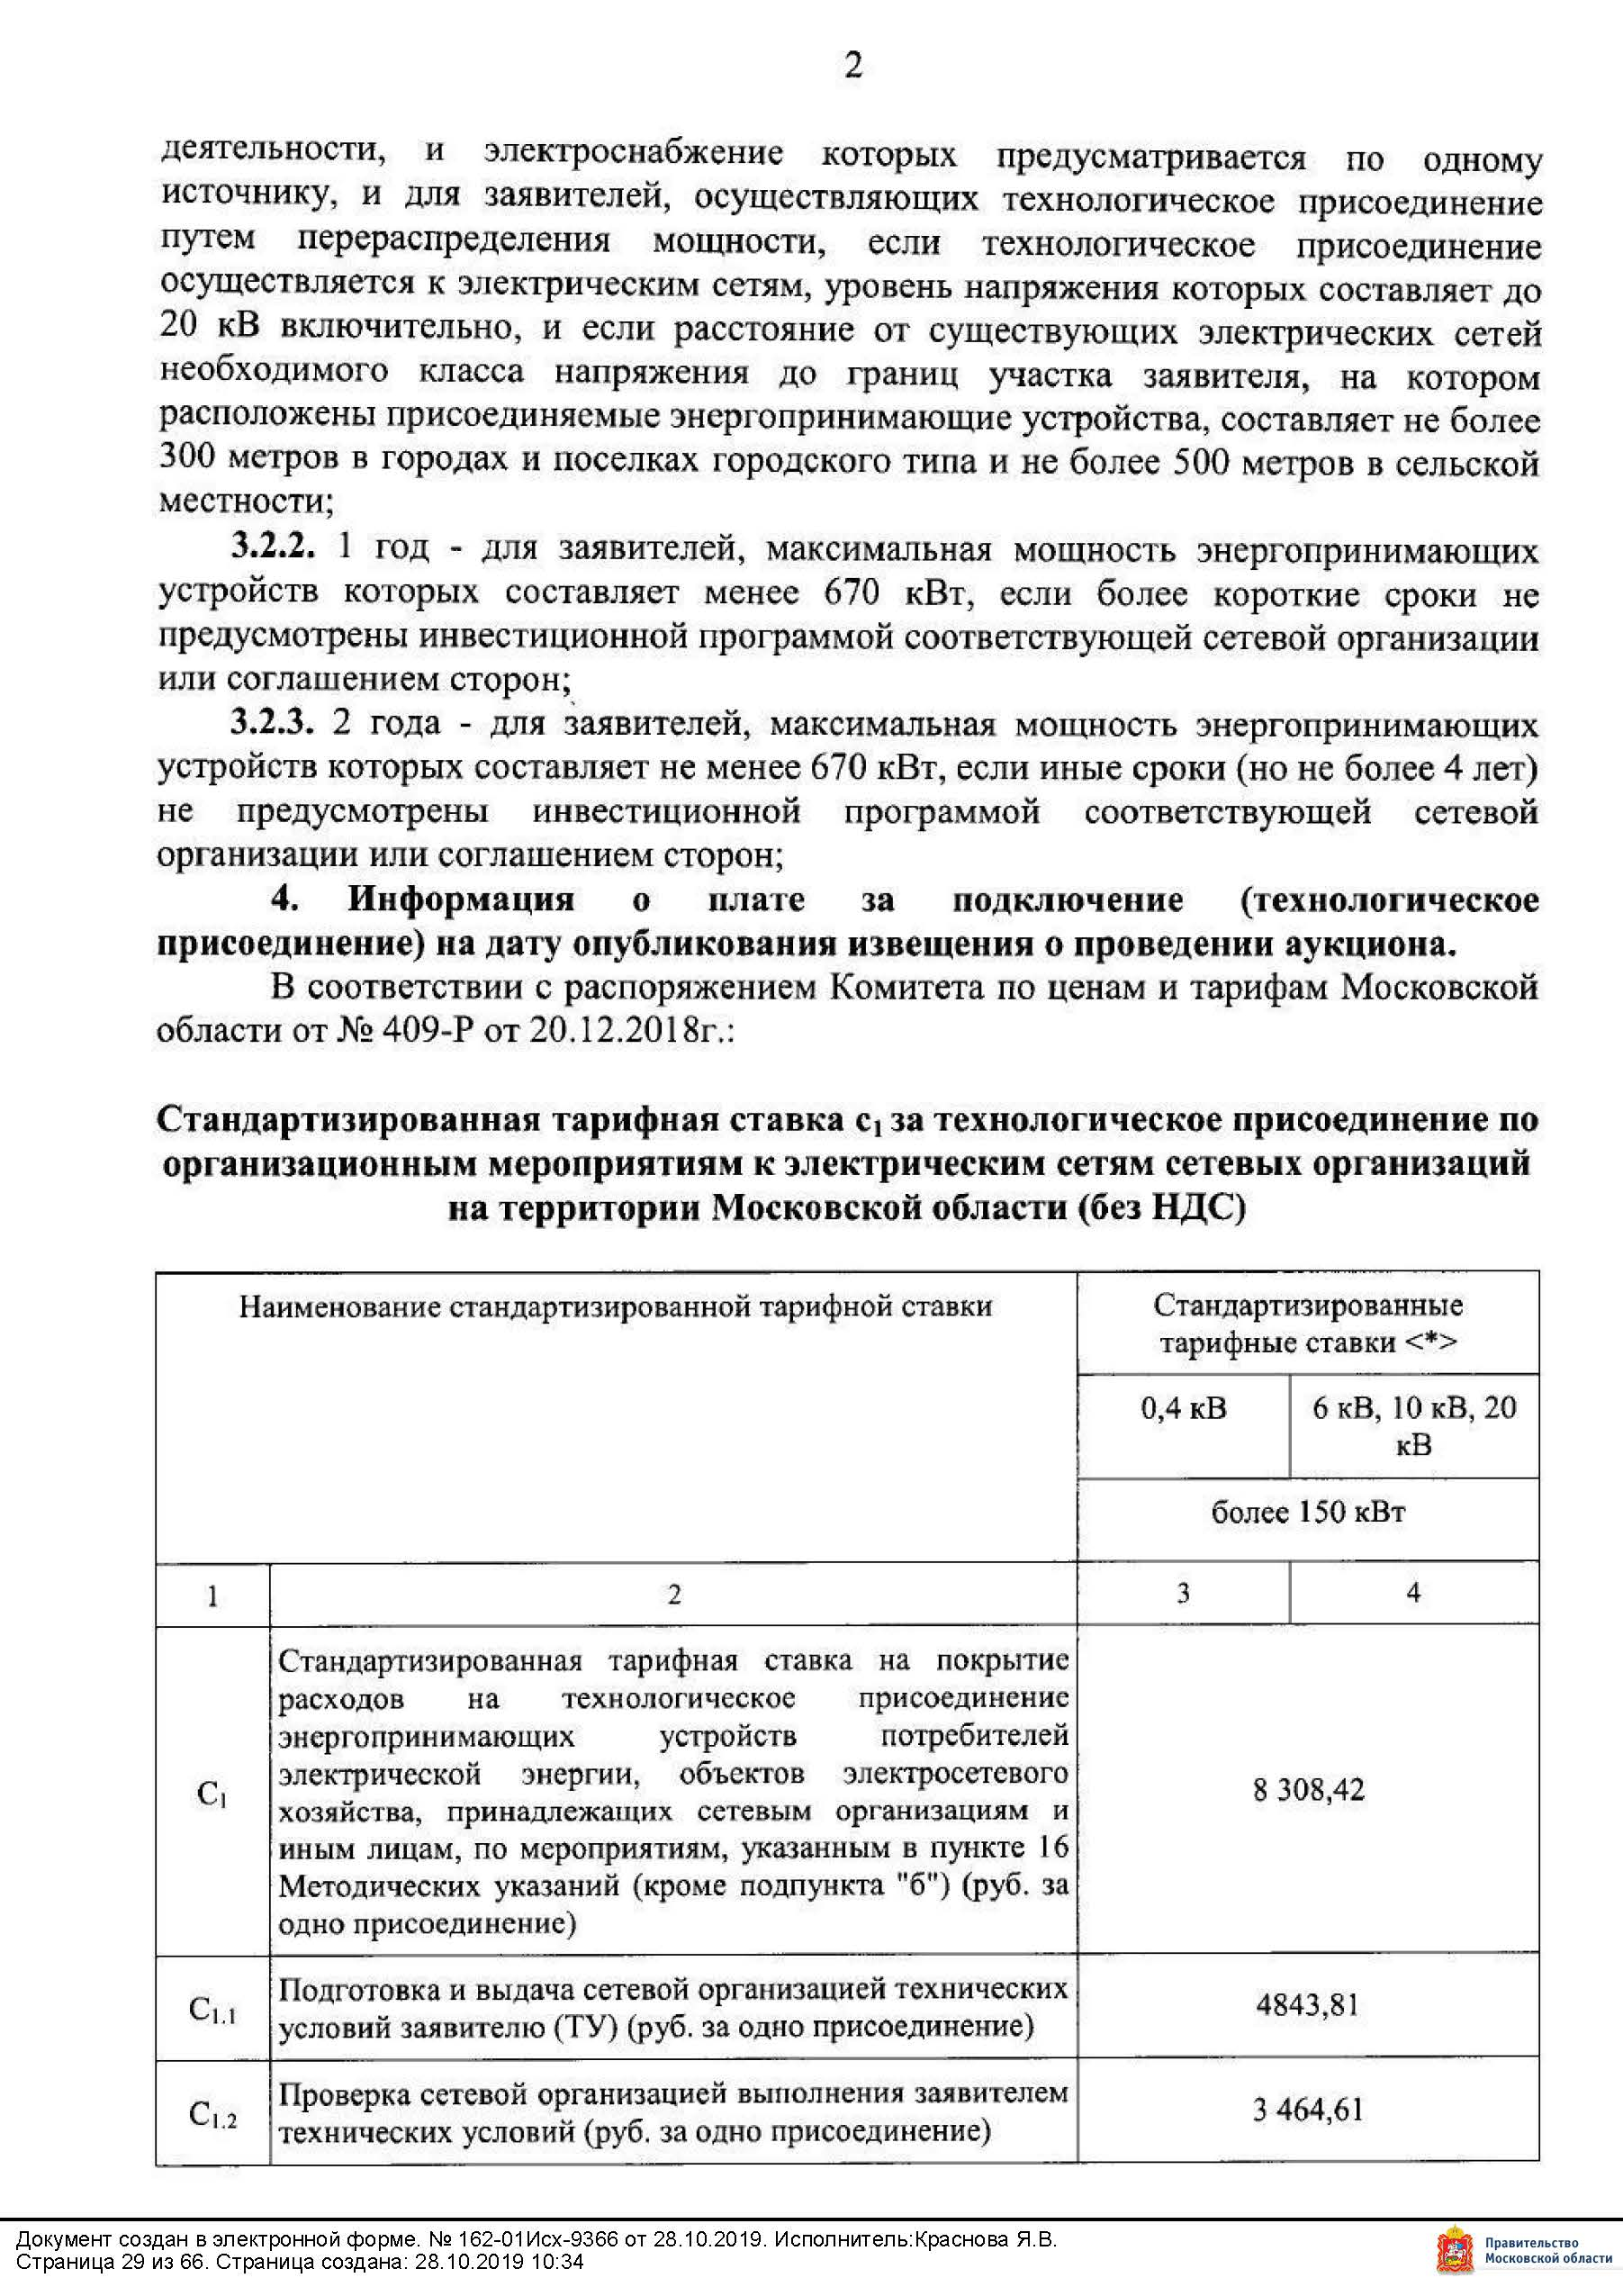 2
деятельности, и электроснабжение которых предусматривается по одному
источнику, и для заявителей, осуществляющих технологическое присоединение
путем перераспределения мощности, если технологическое присоединение
осуществляется к электрическим сетям, уровень напряжения которых составляет до
20 кВ включительно, и если расстояние от существующих электрических сетей
необходимого класса напряжения до границ участка заявителя, на котором
расположены присоединяемые энергопринимающие устройства, составляет не более
300 метров в городах и поселках городского типа и не более 500 метров в сельской
местности;
3.2.2. 1 год - для заявителей, максимальная мощность энергопринимающих
устройств которых составляет менее 670 кВт, если более короткие сроки не
предусмотрены инвестиционной программой соответствующей сетевой организации
или соглашением сторон;
3.2.3. 2 года - для заявителей, максимальная мощность энергопринимающих
устройств которых составляет не менее 670 кВт, если иные сроки (но не более 4 лет)
не предусмотрены инвестиционной программой соответствующей сетевой
организации или соглашением сторон;
4. Информация о плате за подключение (технологическое
присоединение) на дату опубликования извещения о проведении аукциона.
В соответствии с распоряжением Комитета по ценам и тарифам Московской
области от № 409-Р от 20.12.2018г.:
Стандартизированная тарифная ставка с₁ за технологическое присоединение по
организационным мероприятиям к электрическим сетям сетевых организаций
на территории Московской области (без НДС)
Наименование стандартизированной тарифной ставки
Стандартизированные
тарифные ставки <*>
0,4 кВ
6 кВ, 10 кВ, 20
кВ
более 150 кВт
1 2 3 4
С₁
Стандартизированная тарифная ставка на покрытие
расходов на технологическое присоединение
энергопринимающих устройств потребителей
электрической энергии, объектов электросетевого
хозяйства, принадлежащих сетевым организациям и
иным лицам, по мероприятиям, указанным в пункте 16
Методических указаний (кроме подпункта "б") (руб. за
одно присоединение)
8 308,42
С₁.₁
Подготовка и выдача сетевой организацией технических
условий заявителю (ТУ) (руб. за одно присоединение)
4843,81
С₁.₂
Проверка сетевой организацией выполнения заявителем
технических условий (руб. за одно присоединение)
3 464,61
Документ создан в электронной форме. № 162-01Исх-9366 от 28.10.2019. Исполнитель:Краснова Я.В.
Страница 29 из 66. Страница создана: 28.10.2019 10:34
Правительство
Московской области